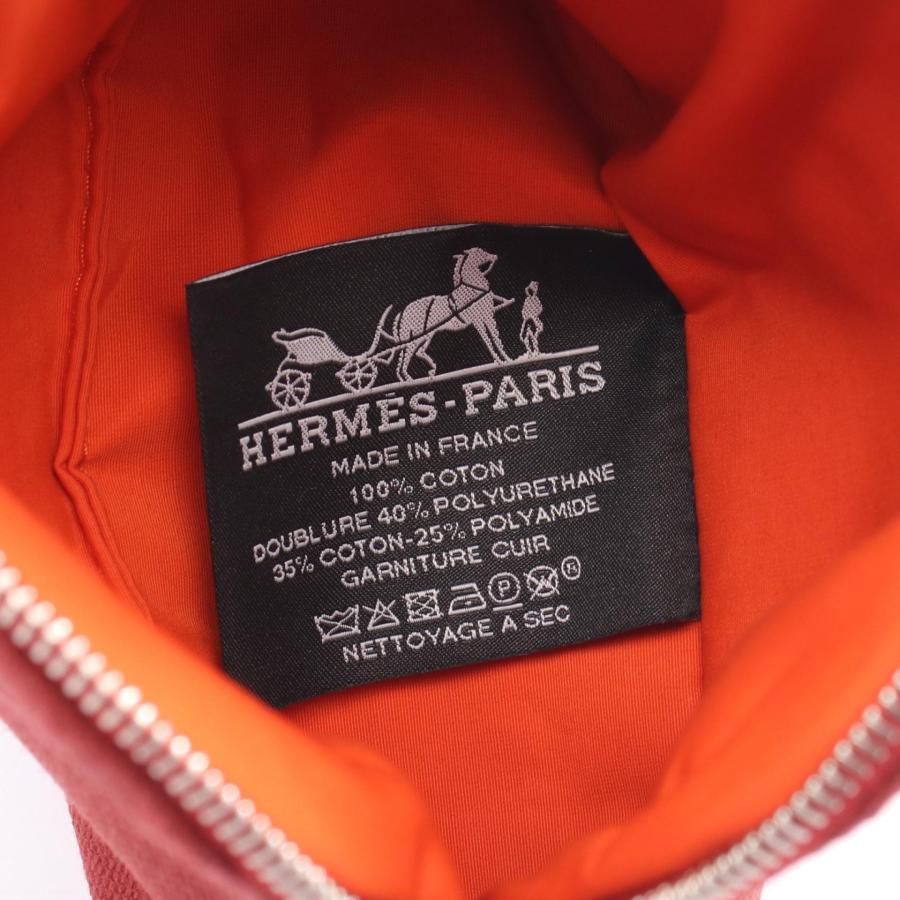 HERMÈS-PARIS
MADE IN FRANCE
100% COTON
DOUBLURE 40% POLYURETHANE
35% COTON-25% POLYAMIDE
GARNITURE CUIR
P W ®
NETTOYAGE A SEC